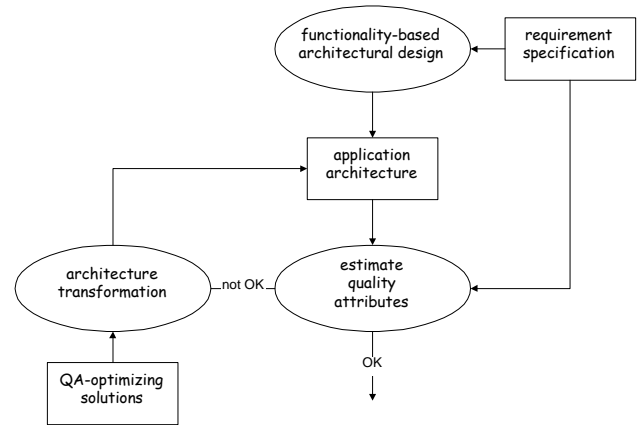 functionality-based
architectural design
requirement
specification
application
architecture
architecture
transformation
not OK
estimate
quality
attributes
OK
QA-optimizing
solutions